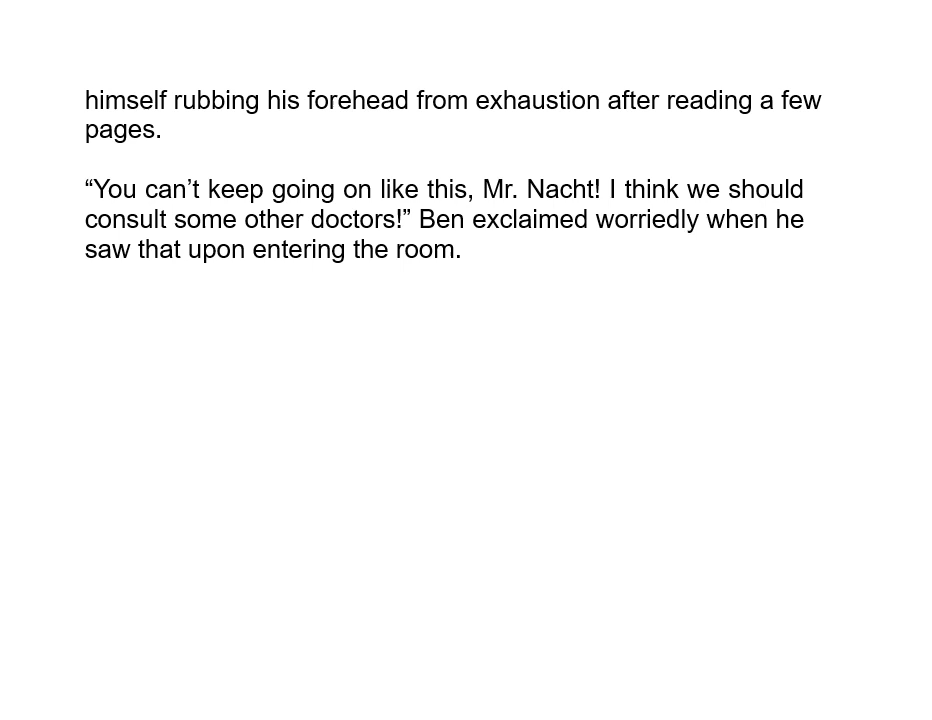 himself rubbing his forehead from exhaustion after reading a few
pages.
“You can’t keep going on like this, Mr. Nacht! I think we should
consult some other doctors!” Ben exclaimed worriedly when he
saw that upon entering the room.